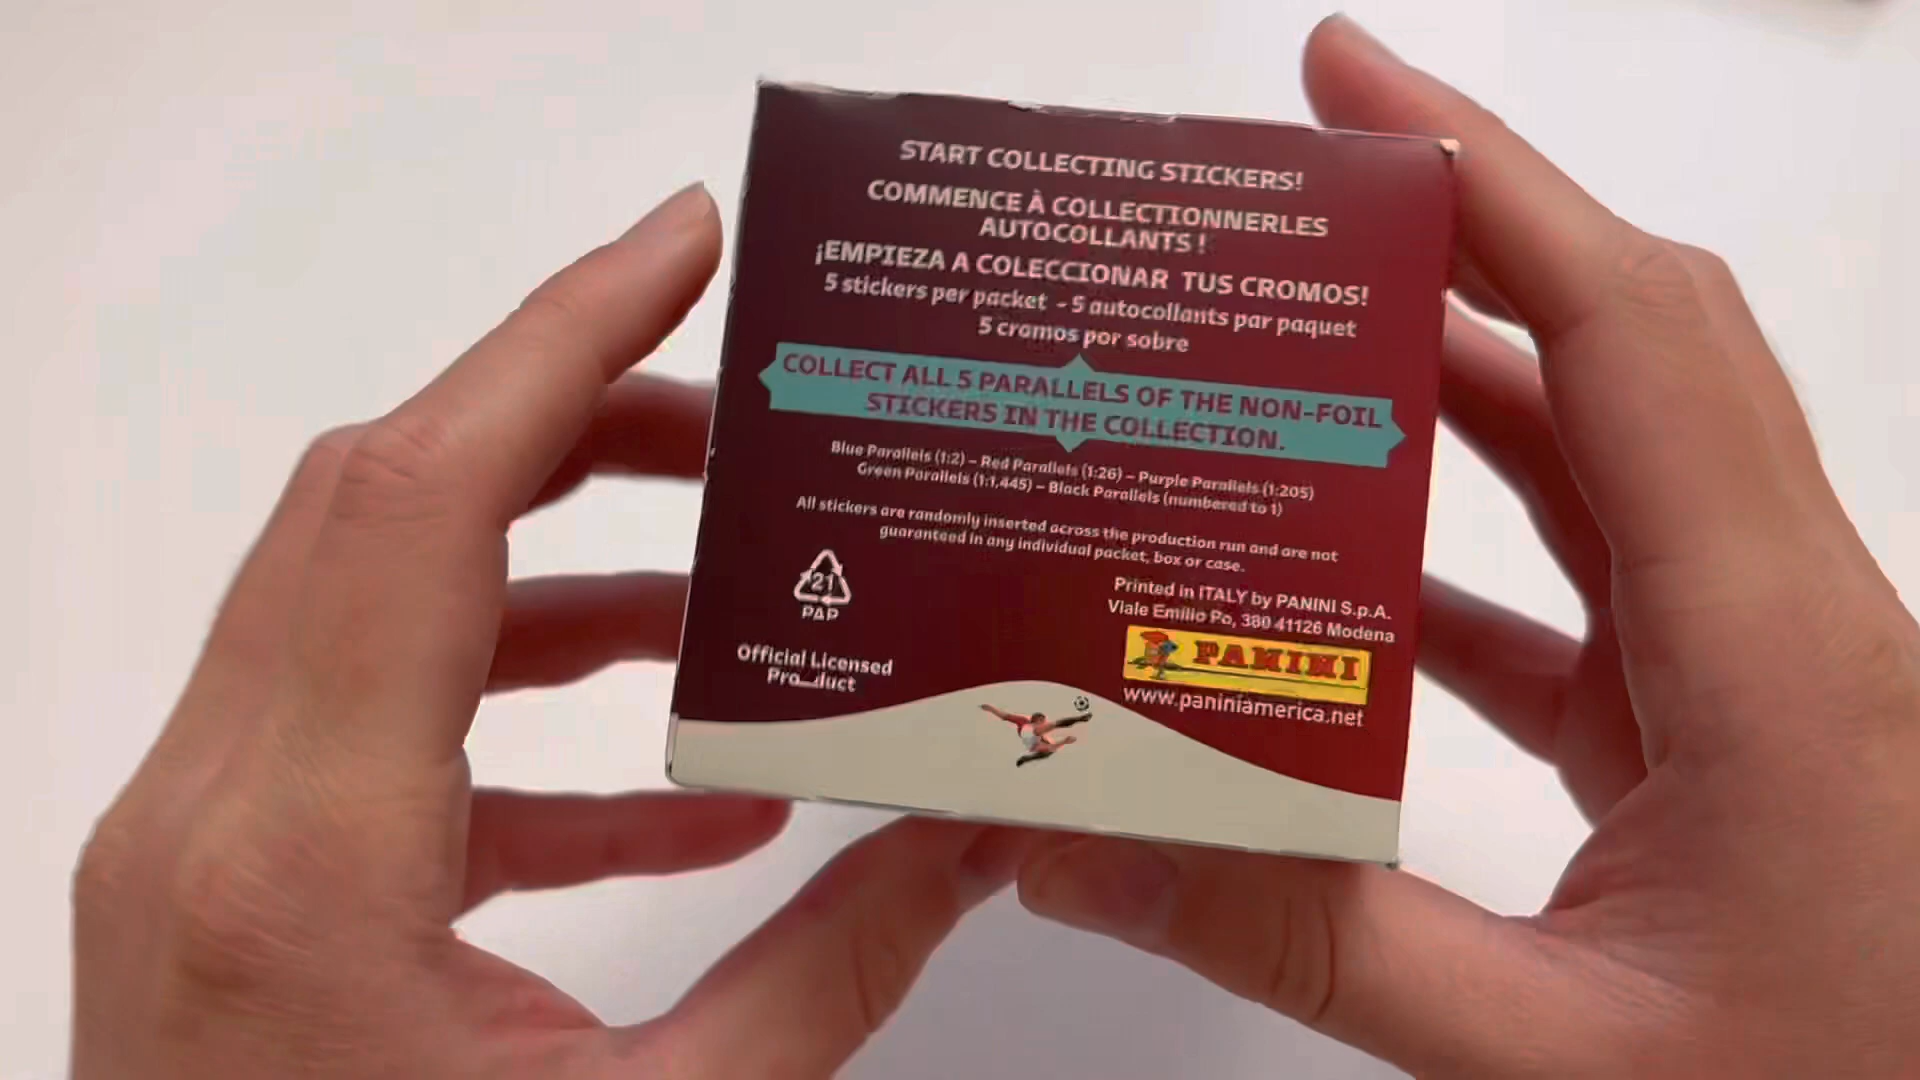 START COLLECTING STICKERS!
COMMENCE À COLLECTIONNERLES
AUTOCOLLANTS !
¡EMPIEZA A COLECCIONAR TUS CROMOS!
5 stickers per packet - 5 autocollants par paquet
5 cromos por sobre
COLLECT ALL 5 PARALLELS OF THE NON-FOIL
STICKERS IN THE COLLECTION.
Blue Parallels (1:2) – Red Parallels (1:26) – Purple Parallels (1:205)
Green Parallels (1:1,445) – Black Parallels (numbered to 1)
All stickers are randomly inserted across the production run and are not
guaranteed in any individual packet, box or case.
21
PAP
Official Licensed
Product
Printed in ITALY by PANINI S.p.A.
Viale Emilio Po, 380 41126 Modena
PANINI
www.paniniamerica.net